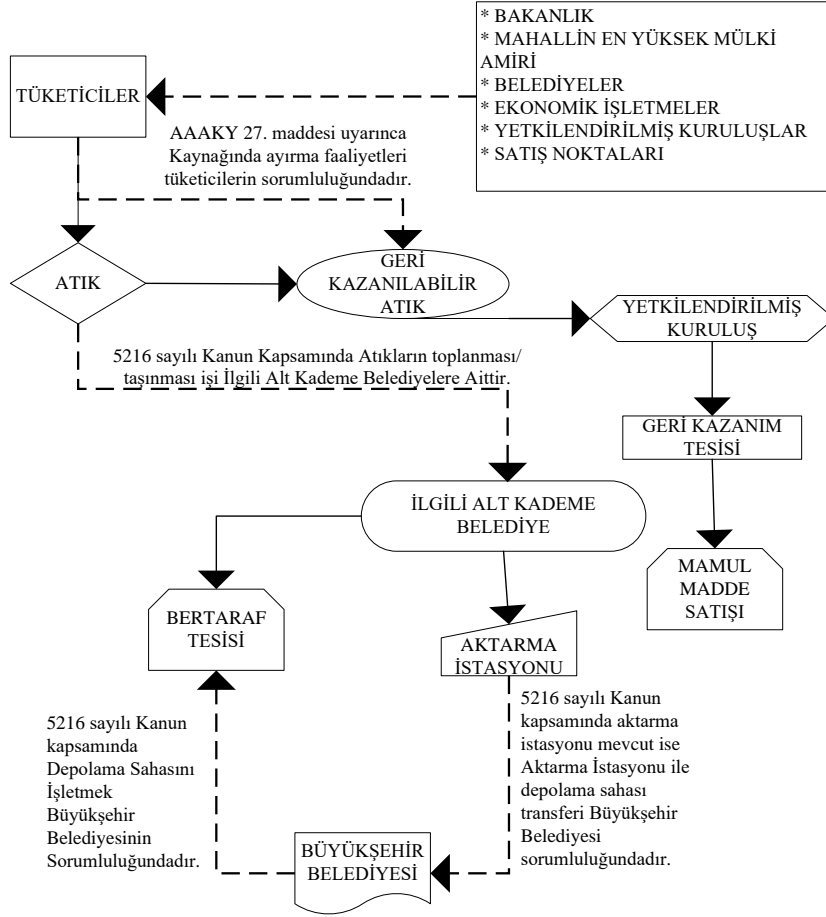 * BAKANLIK
* MAHALLİN EN YÜKSEK MÜLKİ
AMİRİ
* BELEDİYELER
* EKONOMİK İŞLETMELER
* YETKİLENDİRİLMİŞ KURULUŞLAR
* SATIŞ NOKTALARI
TÜKETİCİLER
AAAKY 27. maddesi uyarınca
Kaynağında ayırma faaliyetleri
tüketicilerin sorumluluğundadır.
ATIK
GERİ
KAZANILABİLİR
ATIK
YETKİLENDİRİLMİŞ
KURULUŞ
5216 sayılı Kanun Kapsamında Atıkların toplanması/
taşınması işi İlgili Alt Kademe Belediyelere Aittir.
GERİ KAZANIM
TESİSİ
İLGİLİ ALT KADEME
BELEDİYE
MAMUL
MADDE
SATIŞI
BERTARAF
TESİSİ
AKTARMA
İSTASYONU
5216 sayılı Kanun
kapsamında
Depolama Sahasını
İşletmek
Büyükşehir
Belediyesinin
Sorumluluğundadır.
5216 sayılı Kanun
kapsamında aktarma
istasyonu mevcut ise
Aktarma İstasyonu ile
depolama sahası
transferi Büyükşehir
Belediyesi
sorumluluğundadır.
BÜYÜKŞEHİR
BELEDİYESİ